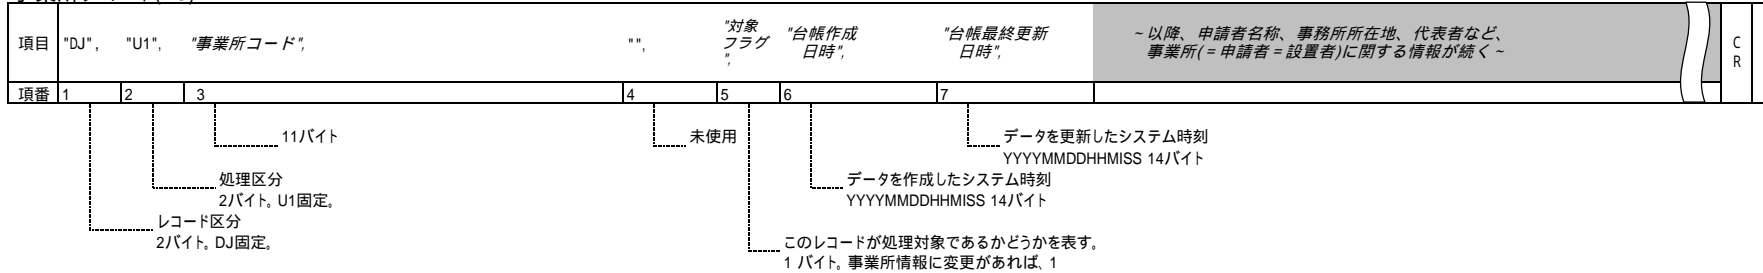 項目 "DJ", "U1", "事業所コード", "", "対象フラグ", "台帳作成日時", "台帳最終更新日時", ~以降、申請者名称、事務所所在地、代表者など、
事業所(=申請者=設置者)に関する情報が続く~ CR
項番 1 2 3 4 5 6 7
11バイト
未使用
データを更新したシステム時刻
YYYYMMDDHHMISS 14バイト
処理区分
2バイト。U1固定。
データを作成したシステム時刻
YYYYMMDDHHMISS 14バイト
レコード区分
2バイト。DJ固定。
このレコードが処理対象であるかどうかを表す。
1 バイト。事業所情報に変更があれば、1